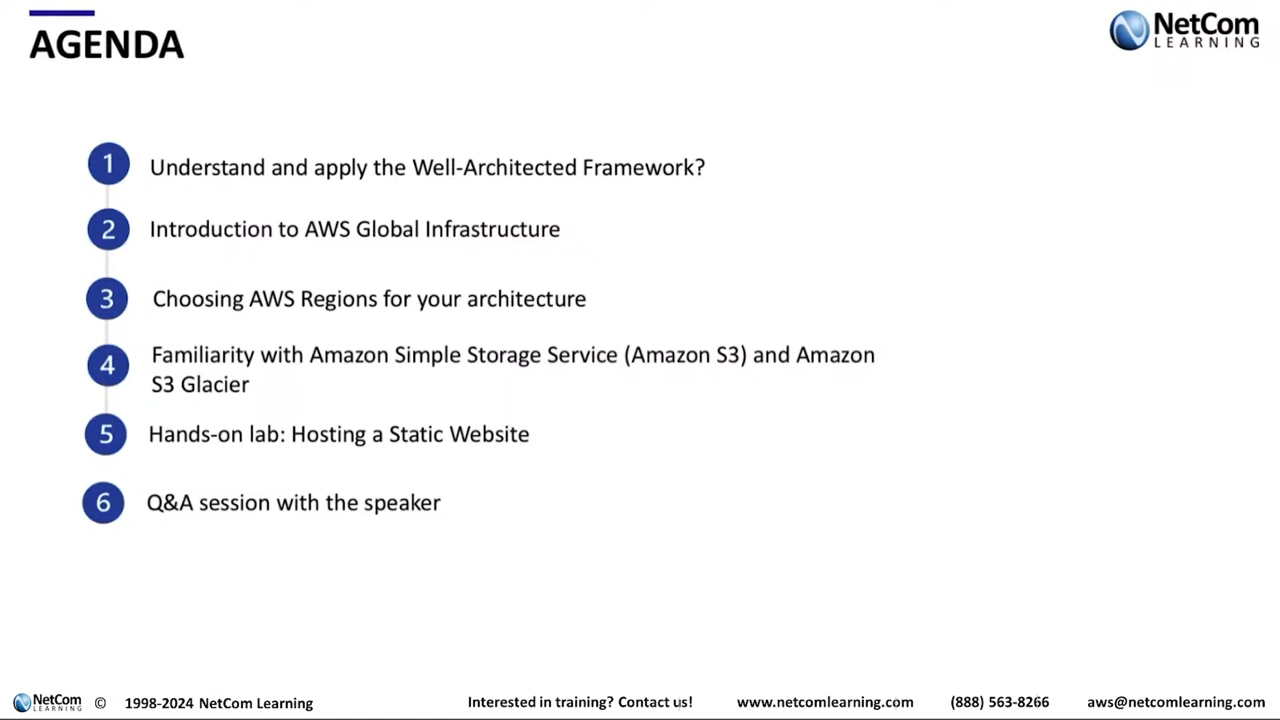 AGENDA
NetCom
LEARNING
1 Understand and apply the Well-Architected Framework?
2 Introduction to AWS Global Infrastructure
3 Choosing AWS Regions for your architecture
4 Familiarity with Amazon Simple Storage Service (Amazon S3) and Amazon
S3 Glacier
5 Hands-on lab: Hosting a Static Website
6 Q&A session with the speaker
NetCom
LEARNING
© 1998-2024 NetCom Learning
Interested in training? Contact us!
www.netcomlearning.com
(888) 563-8266
aws@netcomlearning.com